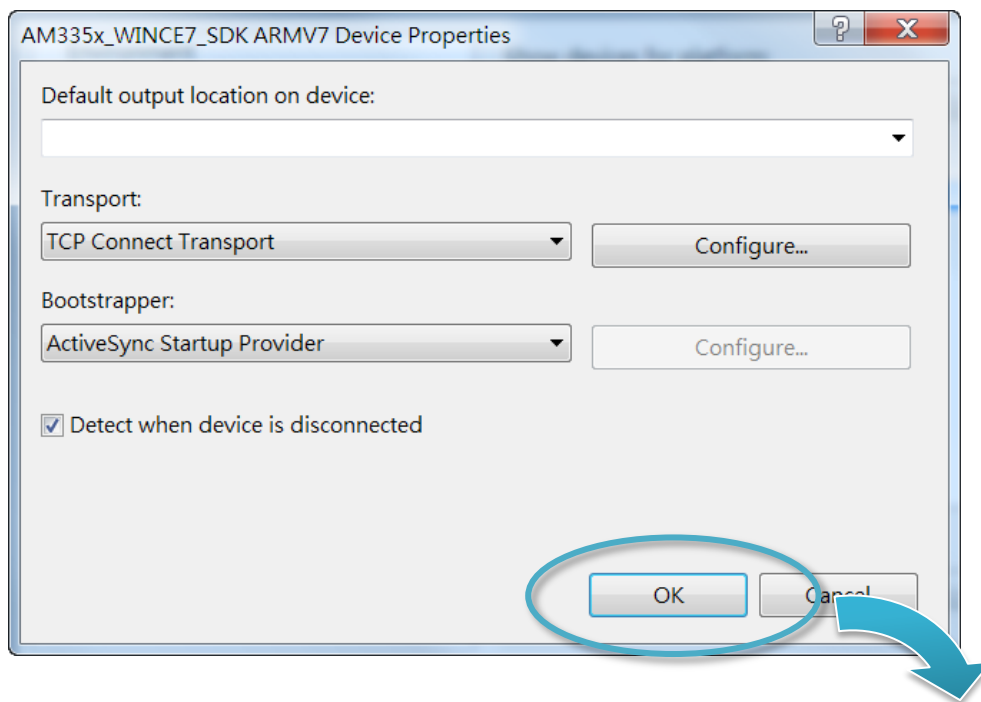 AM335x_WINCE7_SDK ARMV7 Device Properties
Default output location on device:
Transport:
TCP Connect Transport
Configure...
Bootstrapper:
ActiveSync Startup Provider
Configure...
Detect when device is disconnected
OK
Cancel